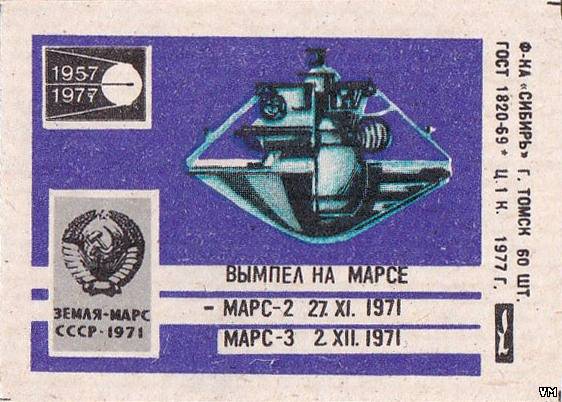 1957
1977
ЗЕМЛЯ-МАРС
СССР-1971
ВЫМПЕЛ НА МАРСЕ
- МАРС-2 27. XI. 1971
МАРС-3 2. XII. 1971
Ф-КА «СИБИРЬ» Г. ТОМСК 60 ШТ
ГОСТ 1820-69 * Ц. 1 К. 1977 Г.
VM